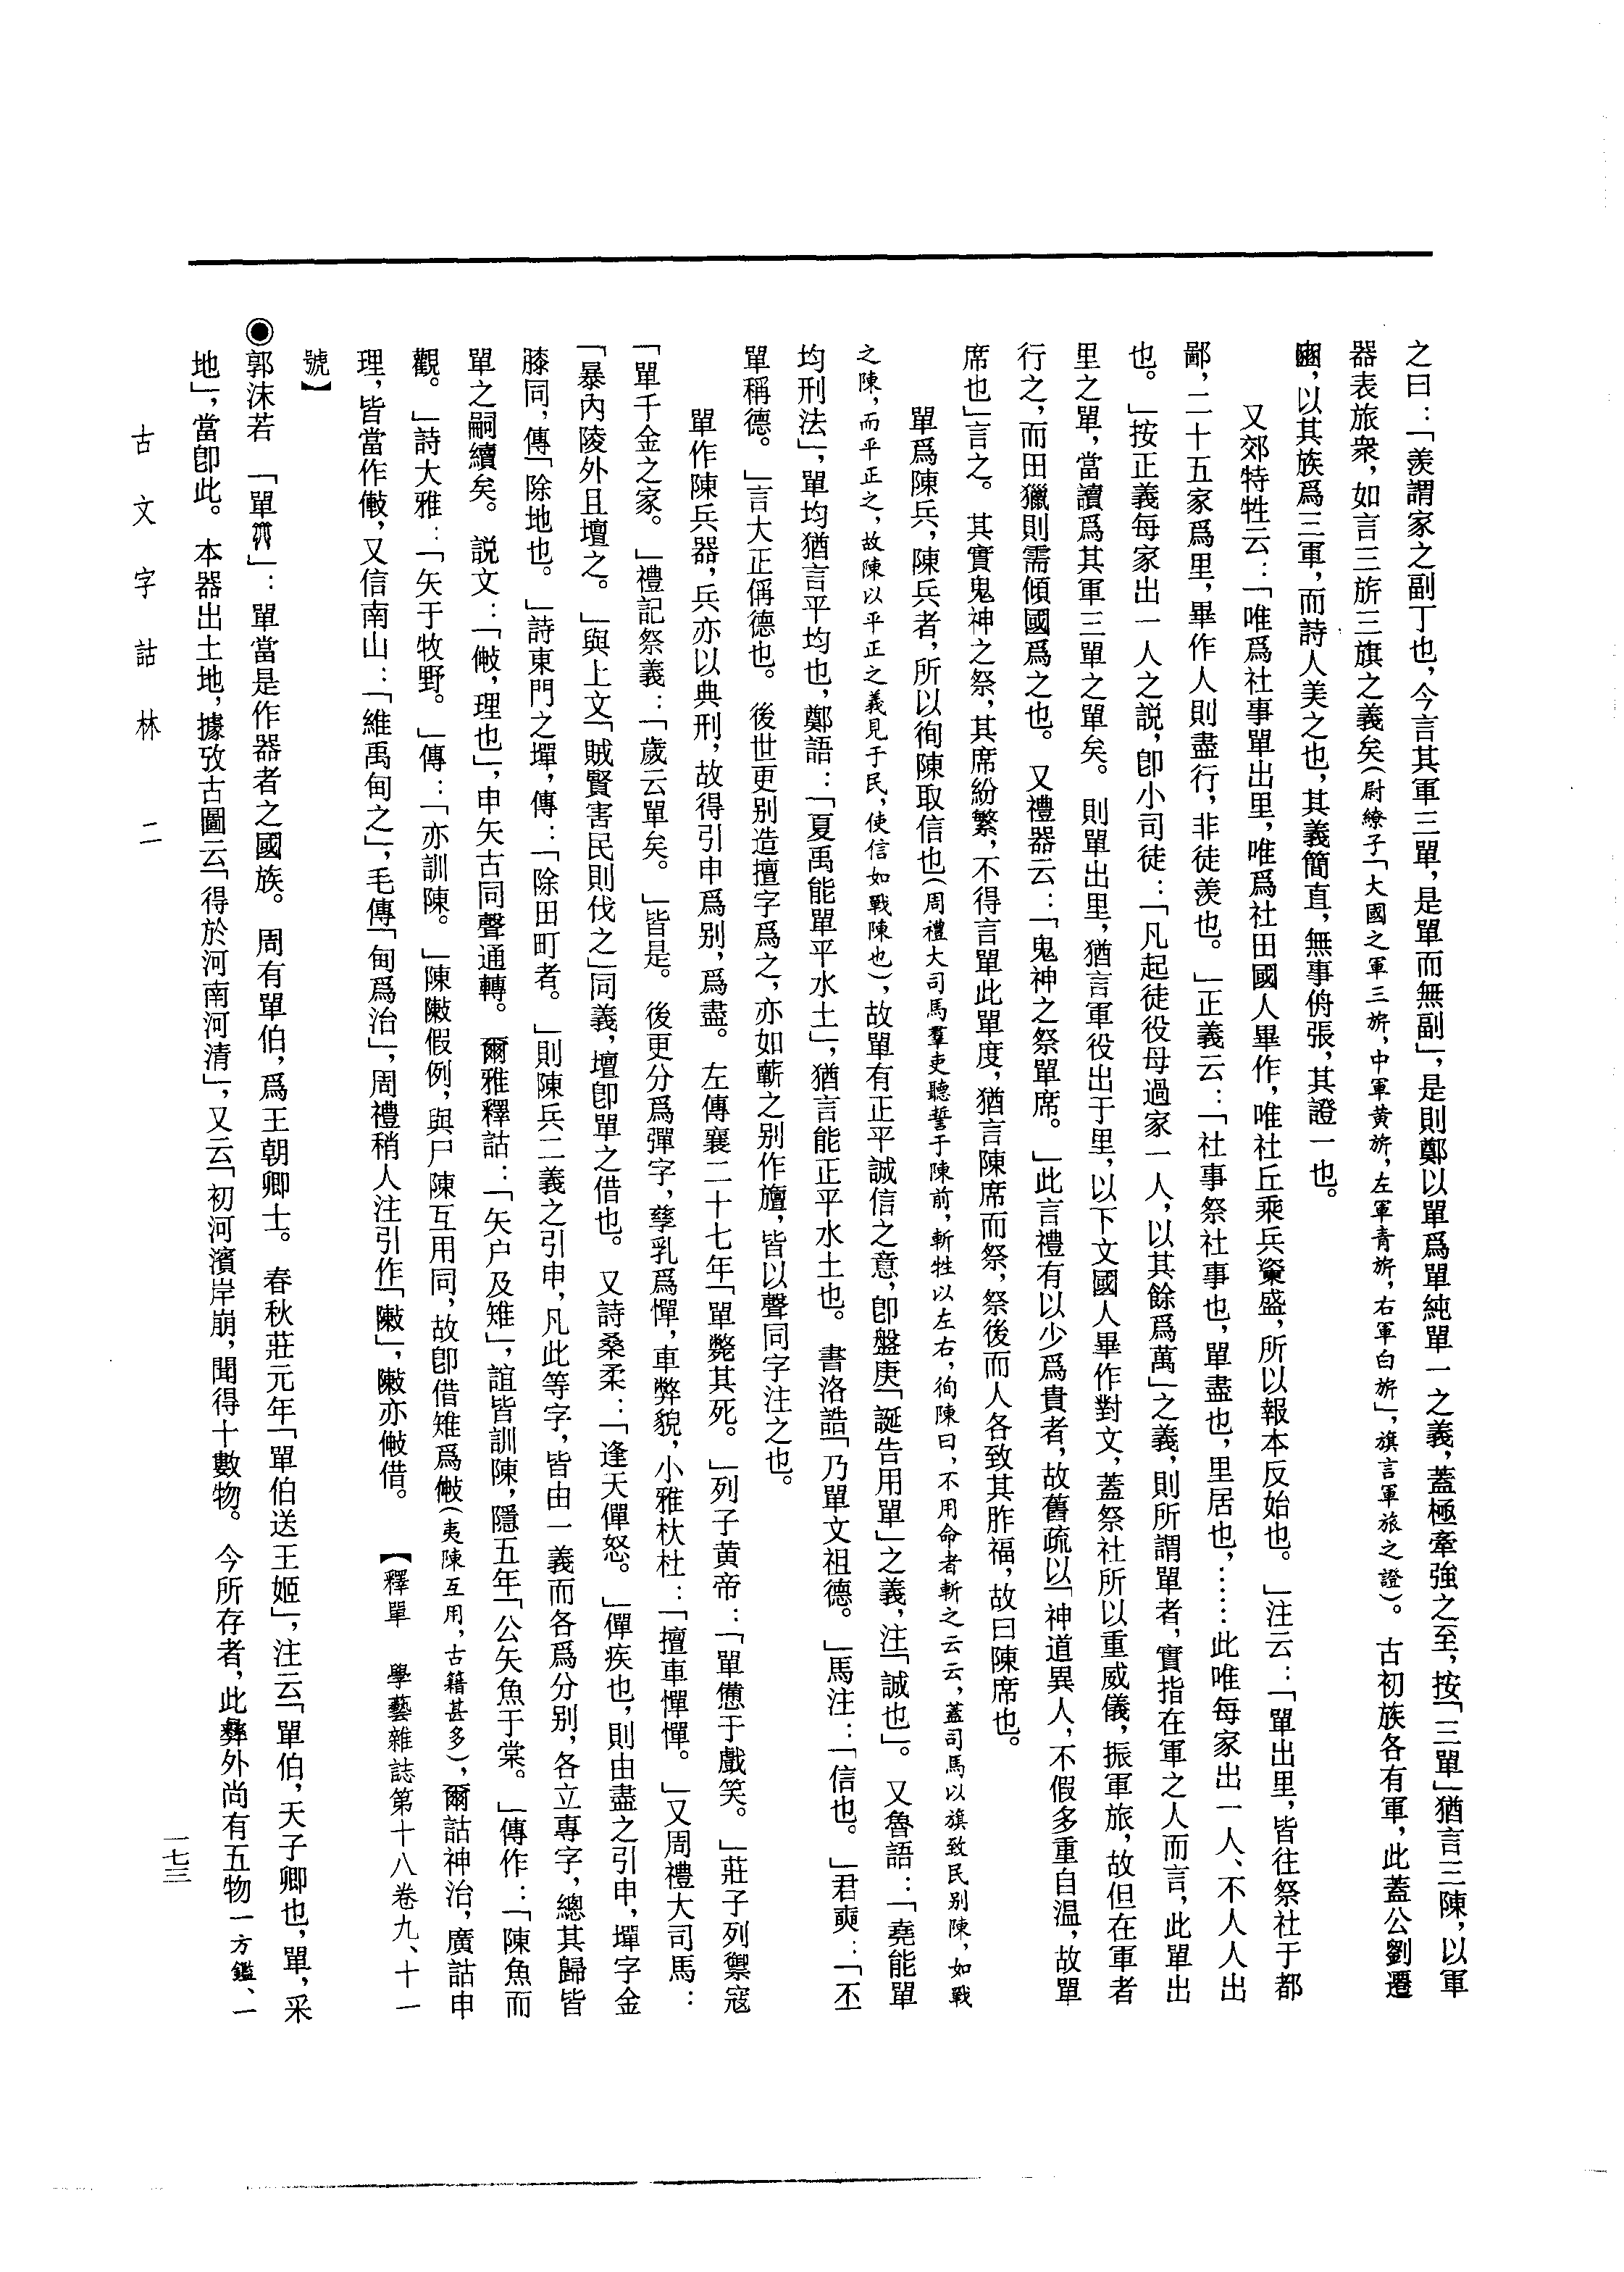 之曰：「羨謂家之副丁也，今言其軍三單，是單而無副」，是則鄭以單爲單純單一之義，蓋極牽強之至，按「三單」猶言三陳，以軍
器表旅衆，如言三旂三旗之義矣（尉繚子「大國之軍三旂，中軍黄旂，左軍青旂，右軍白旂」，旗言軍旅之證）。古初族各有軍，此蓋公劉遷
豳，以其族爲三軍，而詩人美之也，其義簡直，無事侜張，其證一也。
又郊特牲云：「唯爲社事單出里，唯爲社田國人畢作，唯社丘乘兵粢盛，所以報本反始也。」注云：「單出里，皆往祭社于都
鄙，二十五家爲里，畢作人則盡行，非徒羨也。」正義云：「社事祭社事也，單盡也，里居也，……此唯每家出一人、不人人出
也。」按正義每家出一人之説，卽小司徒：「凡起徒役毋過家一人，以其餘爲萬」之義，則所謂單者，實指在軍之人而言，此單出
里之單，當讀爲其軍三單之單矣。則單出里，猶言軍役出于里，以下文國人畢作對文，蓋祭社所以重威儀，振軍旅，故但在軍者
行之，而田獵則需傾國爲之也。又禮器云：「鬼神之祭單席。」此言禮有以少爲貴者，故舊疏以「神道異人，不假多重自温，故單
席也」言之。其實鬼神之祭，其席紛繁，不得言單此單度，猶言陳席而祭，祭後而人各致其胙福，故曰陳席也。
單爲陳兵，陳兵者，所以徇陳取信也（周禮大司馬羣吏聽誓于陳前，斬牲以左右，徇陳曰，不用命者斬之云云，蓋司馬以旗致民别陳，如戰
之陳，而平正之，故陳以平正之義見于民，使信如戰陳也），故單有正平誠信之意，卽盤庚「誕告用單」之義，注「誠也」。又魯語：「堯能單
均刑法」，單均猶言平均也，鄭語：「夏禹能單平水土」，猶言能正平水土也。書洛誥「乃單文祖德。」馬注：「信也。」君奭：「丕
單稱德。」言大正偁德也。後世更别造擅字爲之，亦如蘄之别作旜，皆以聲同字注之也。
單作陳兵器，兵亦以典刑，故得引申爲别，爲盡。左傳襄二十七年「單斃其死。」列子黄帝：「單憊于戲笑。」莊子列禦寇
「單千金之家。」禮記祭義：「歲云單矣。」皆是。後更分爲彈字，孳乳爲憚，車弊貌，小雅杕杜：「擅車憚憚。」又周禮大司馬：
「暴內陵外且壇之。」與上文「賊賢害民則伐之」同義，壇卽單之借也。又詩桑柔：「逢天僤怒。」僤疾也，則由盡之引申，墠字金
膝同，傳「除地也。」詩東門之墠，傳：「除田町者。」則陳兵二義之引申，凡此等字，皆由一義而各爲分别，各立專字，總其歸皆
單之嗣續矣。説文：「敶，理也」，申矢古同聲通轉。爾雅釋詁：「矢户及雉」，誼皆訓陳，隱五年「公矢魚于棠。」傳作：「陳魚而
觀。」詩大雅：「矢于牧野。」傳：「亦訓陳。」陳敶假例，與尸陳互用同，故卽借雉爲敶（夷陳互用，古籍甚多），爾詁神治，廣詁申
理，皆當作敶，又信南山：「維禹甸之」，毛傳「甸爲治」，周禮稍人注引作「敶」，敶亦敶借。　【釋單　學藝雜誌第十八卷九、十一
號】
◉郭沫若　「單」：單當是作器者之國族。周有單伯，爲王朝卿士。春秋莊元年「單伯送王姬」，注云「單伯，天子卿也，單，采
地」，當卽此。本器出土地，據攷古圖云「得於河南河清」，又云「初河濱岸崩，聞得十數物。今所存者，此彝外尚有五物一方鑑、一
古文字詁林　二
一七三